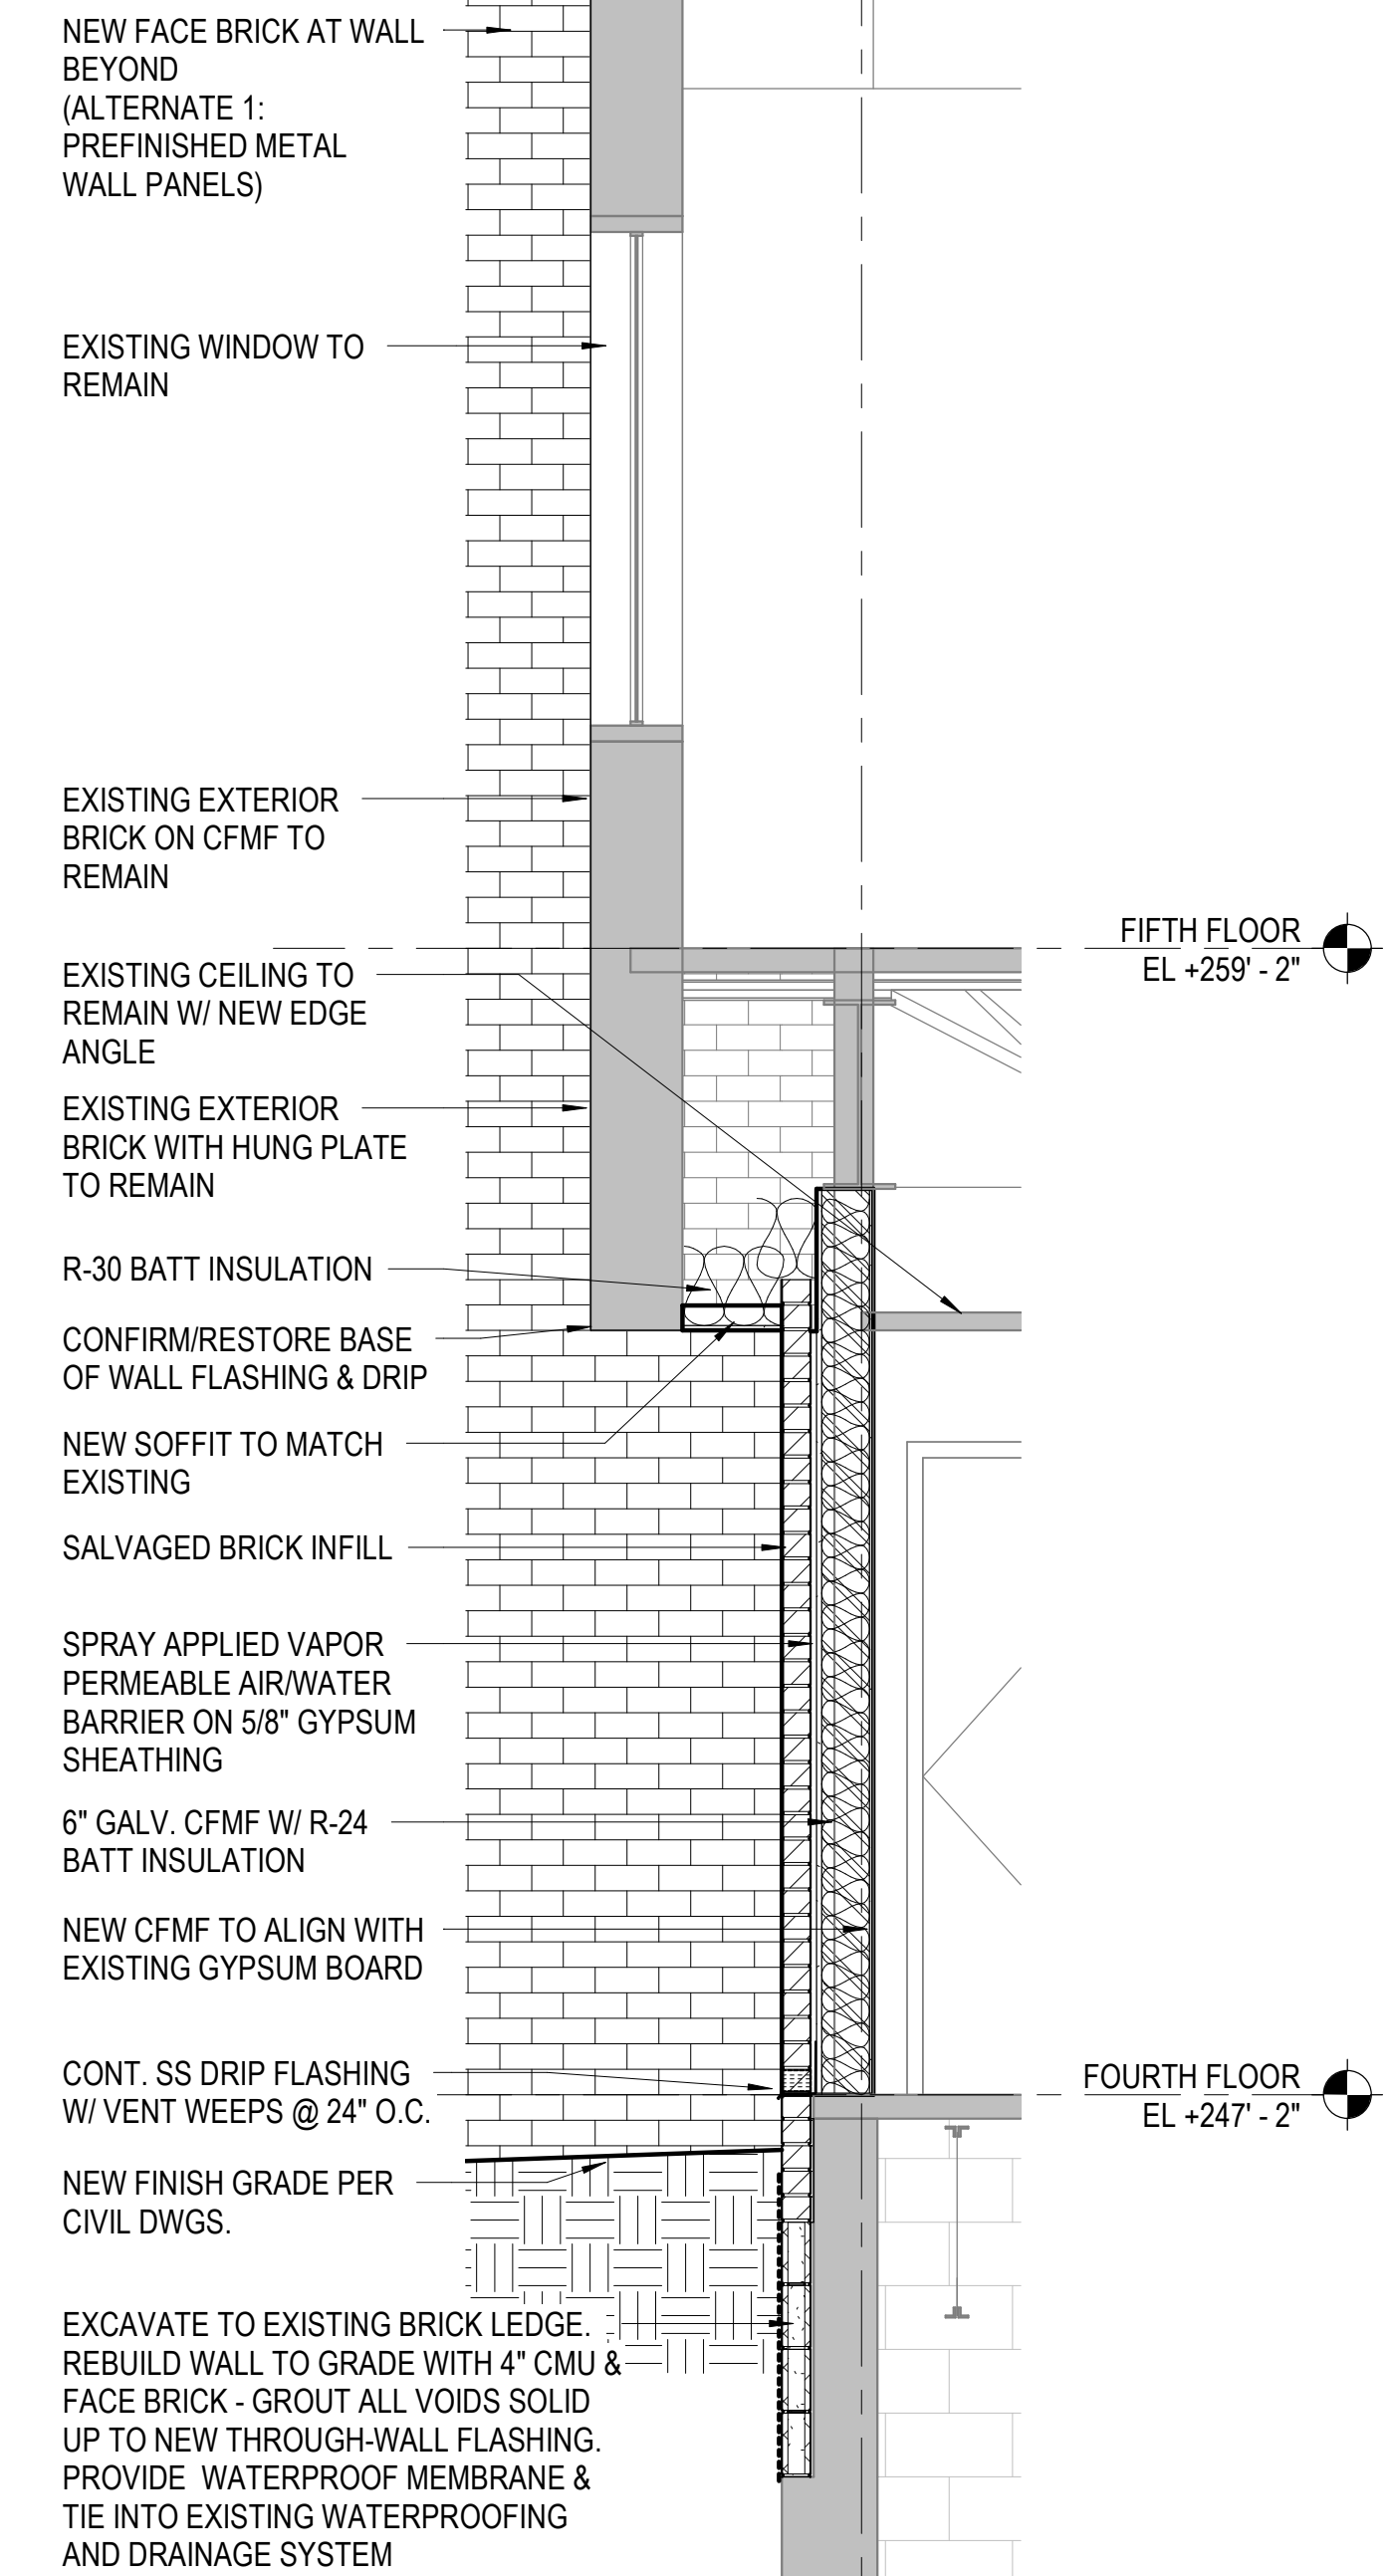 NEW FACE BRICK AT WALL
BEYOND
(ALTERNATE 1:
PREFINISHED METAL
WALL PANELS)
EXISTING WINDOW TO
REMAIN
EXISTING EXTERIOR
BRICK ON CFMF TO
REMAIN
FIFTH FLOOR
EL +259' - 2"
EXISTING CEILING TO
REMAIN W/ NEW EDGE
ANGLE
EXISTING EXTERIOR
BRICK WITH HUNG PLATE
TO REMAIN
R-30 BATT INSULATION
CONFIRM/RESTORE BASE
OF WALL FLASHING & DRIP
NEW SOFFIT TO MATCH
EXISTING
SALVAGED BRICK INFILL
SPRAY APPLIED VAPOR
PERMEABLE AIR/WATER
BARRIER ON 5/8" GYPSUM
SHEATHING
6" GALV. CFMF W/ R-24
BATT INSULATION
NEW CFMF TO ALIGN WITH
EXISTING GYPSUM BOARD
CONT. SS DRIP FLASHING
W/ VENT WEEPS @ 24" O.C.
FOURTH FLOOR
EL +247' - 2"
NEW FINISH GRADE PER
CIVIL DWGS.
EXCAVATE TO EXISTING BRICK LEDGE.
REBUILD WALL TO GRADE WITH 4" CMU &
FACE BRICK - GROUT ALL VOIDS SOLID
UP TO NEW THROUGH-WALL FLASHING.
PROVIDE  WATERPROOF MEMBRANE &
TIE INTO EXISTING WATERPROOFING
AND DRAINAGE SYSTEM